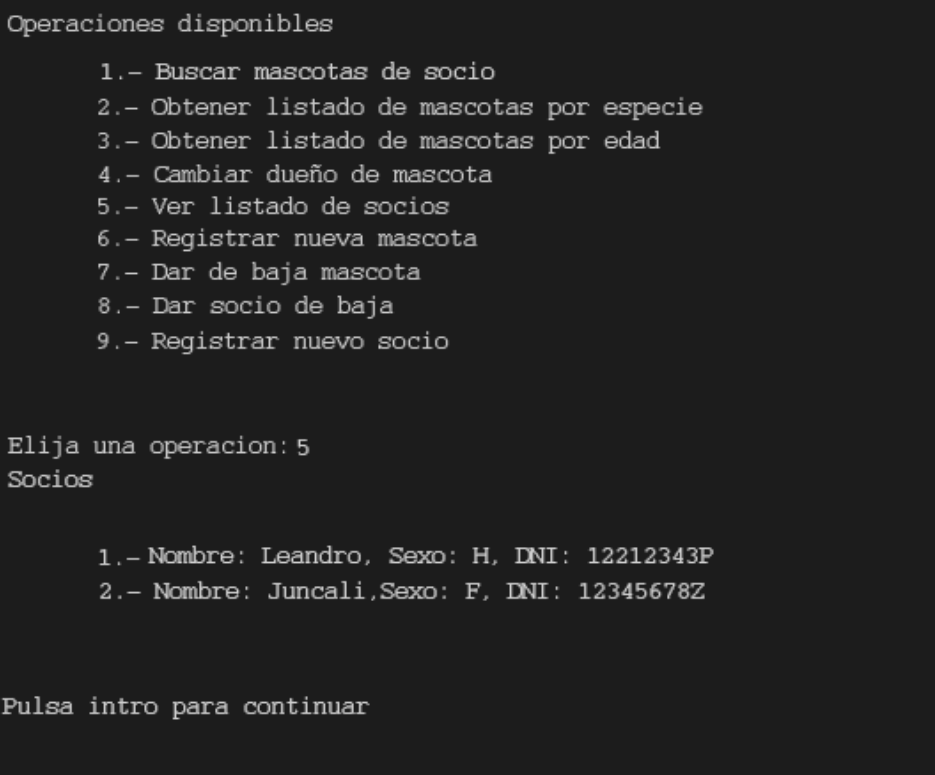 Operaciones disponibles
1.- Buscar mascotas de socio
2.- Obtener listado de mascotas por especie
3.- Obtener listado de mascotas por edad
4.- Cambiar dueño de mascota
5.- Ver listado de socios
6.- Registrar nueva mascota
7.- Dar de baja mascota
8.- Dar socio de baja
9.- Registrar nuevo socio
Elija una operacion: 5
Socios
1.- Nombre: Leandro, Sexo: H, DNI: 12212343P
2.- Nombre: Juncali,Sexo: F, DNI: 12345678Z
Pulsa intro para continuar